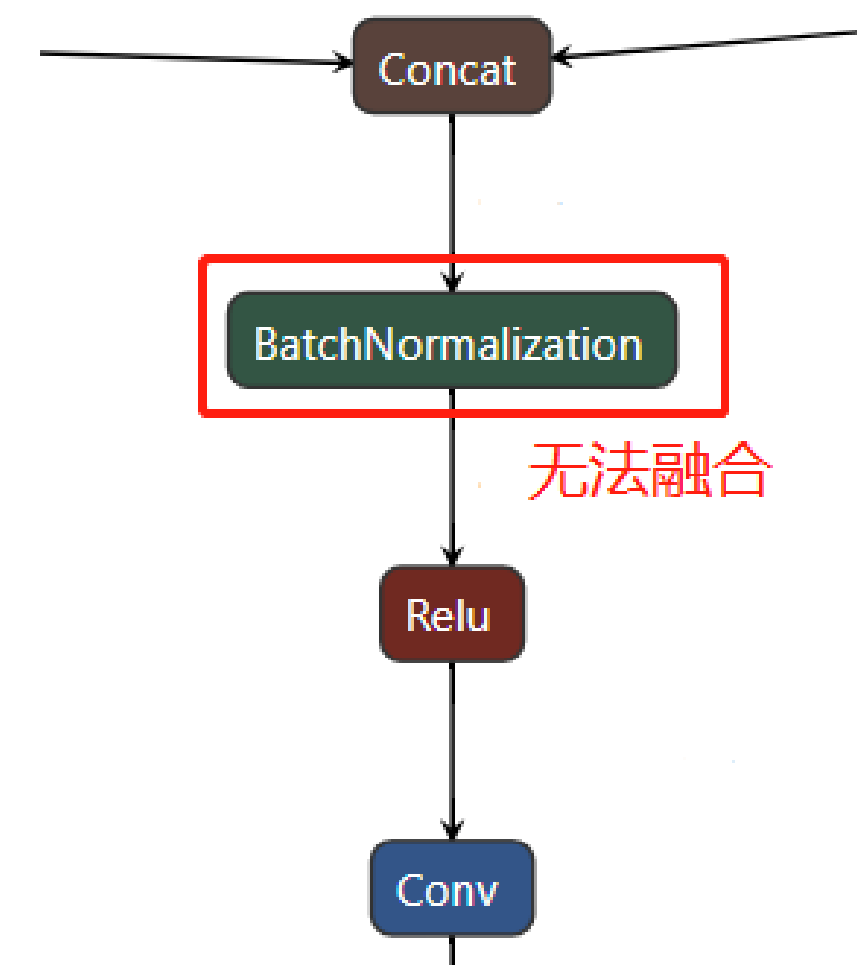 Concat
BatchNormalization
无法融合
Relu
Conv